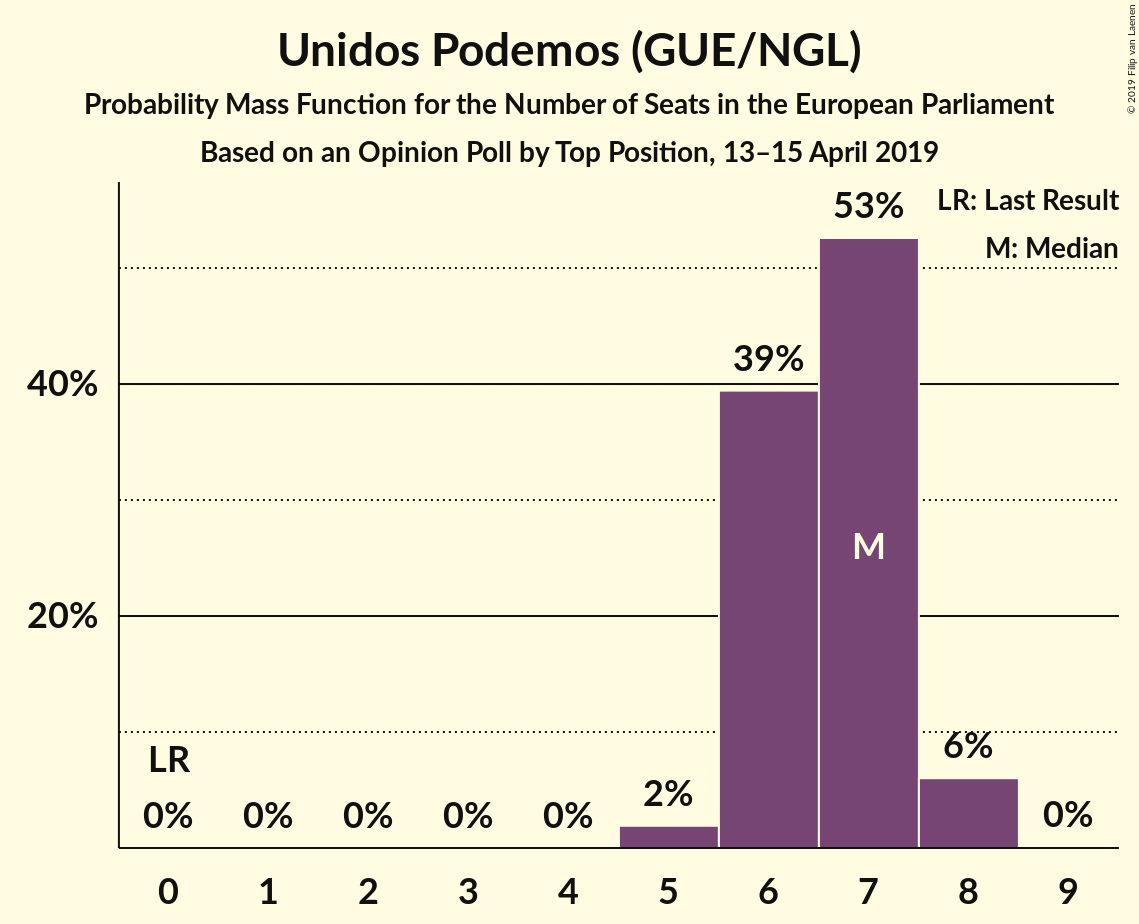 Unidos Podemos (GUE/NGL)
Probability Mass Function for the Number of Seats in the European Parliament
Based on an Opinion Poll by Top Position, 13–15 April 2019
© 2019 Filip van Laenen
LR: Last Result
M: Median
53%
39%
40%
M
20%
LR
6%
2%
0% 0% 0% 0% 0% 0%
0 1 2 3 4 5 6 7 8 9